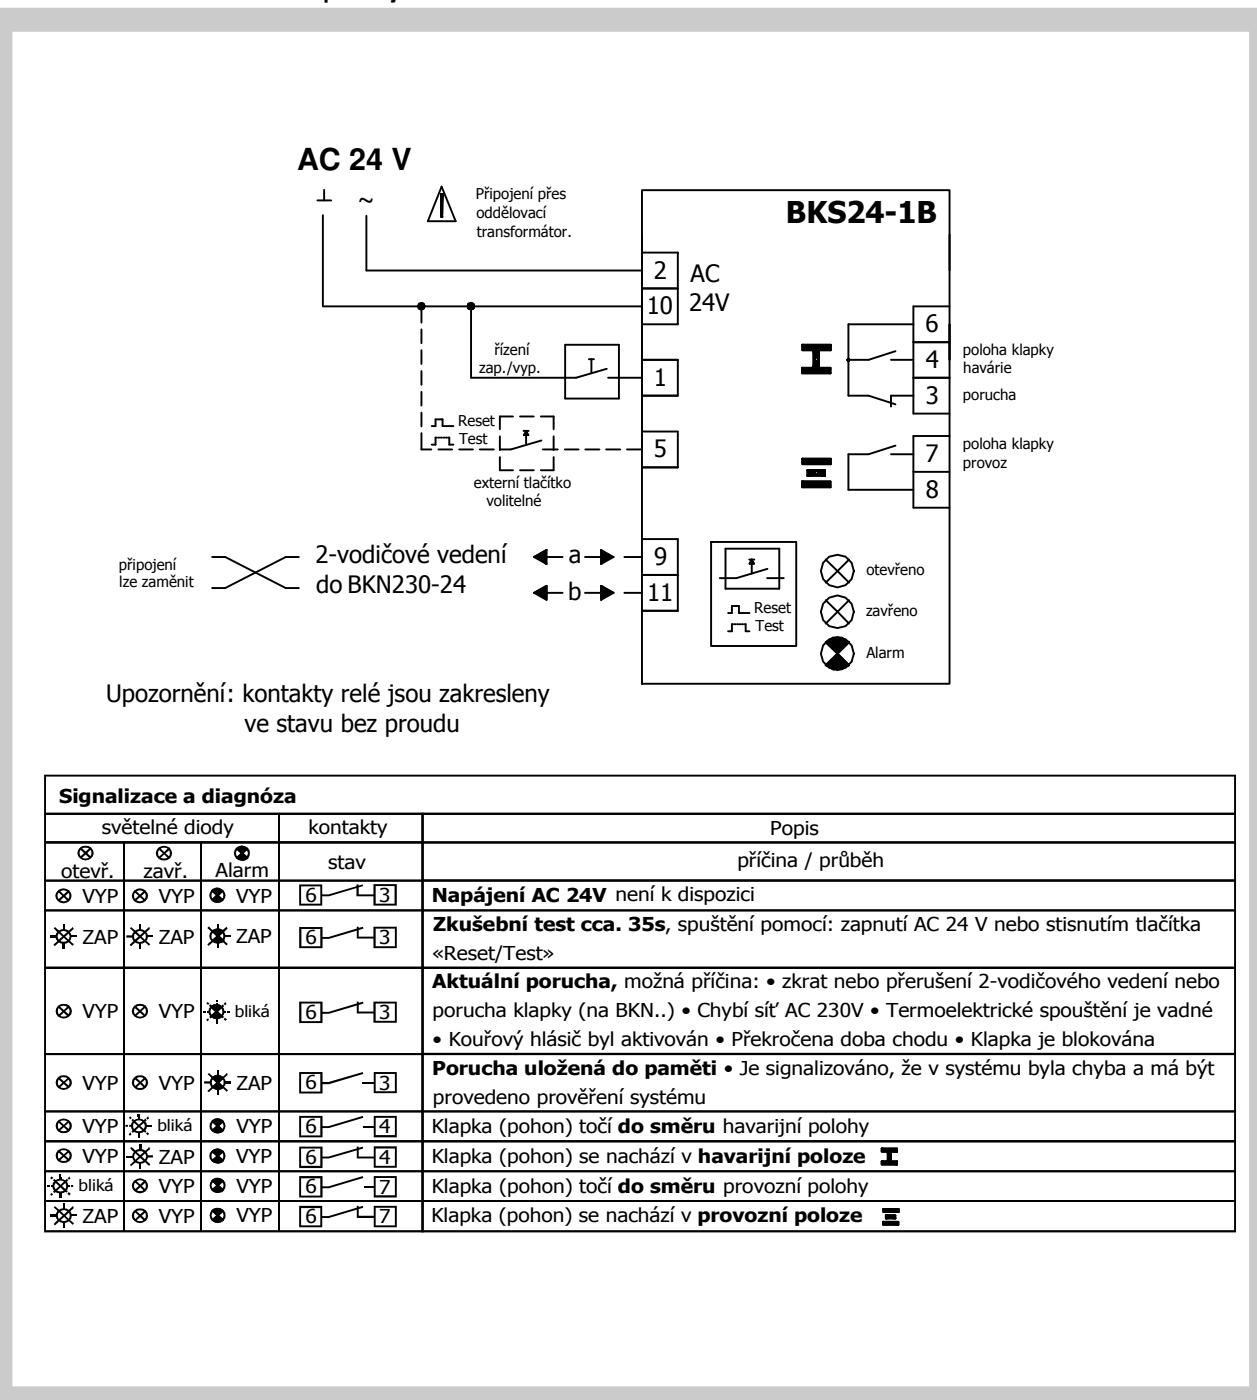 AC 24 V
⊥ ~
Připojení přes
oddělovací
transformátor.
BKS24-1B
2 AC
10 24V
řízení
zap./vyp.
1
Reset
Test
5
externí tlačítko
volitelné
6
4 poloha klapky
havárie
3 porucha
7 poloha klapky
provoz
8
připojení
lze zaměnit
2-vodičové vedení a 9
do BKN230-24 b 11
Reset
Test
otevřeno
zavřeno
Alarm
Upozornění: kontakty relé jsou zakresleny
ve stavu bez proudu
Signalizace a diagnóza
světelné diody kontakty Popis
otevř. zavř. Alarm stav příčina / průběh
VYP VYP VYP 6 3 Napájení AC 24V není k dispozici
ZAP ZAP ZAP 6 3 Zkušební test cca. 35s, spuštění pomocí: zapnutí AC 24 V nebo stisnutím tlačítka
«Reset/Test»
VYP VYP bliká 6 3 Aktuální porucha, možná příčina: • zkrat nebo přerušení 2-vodičového vedení nebo
porucha klapky (na BKN..) • Chybí síť AC 230V • Termoelektrické spouštění je vadné
• Kouřový hlásič byl aktivován • Překročena doba chodu • Klapka je blokována
VYP VYP ZAP 6 3 Porucha uložená do paměti • Je signalizováno, že v systému byla chyba a má být
provedeno prověření systému
VYP bliká VYP 6 4 Klapka (pohon) točí do směru havarijní polohy
VYP ZAP VYP 6 4 Klapka (pohon) se nachází v havarijní poloze
bliká VYP VYP 6 7 Klapka (pohon) točí do směru provozní polohy
ZAP VYP VYP 6 7 Klapka (pohon) se nachází v provozní poloze